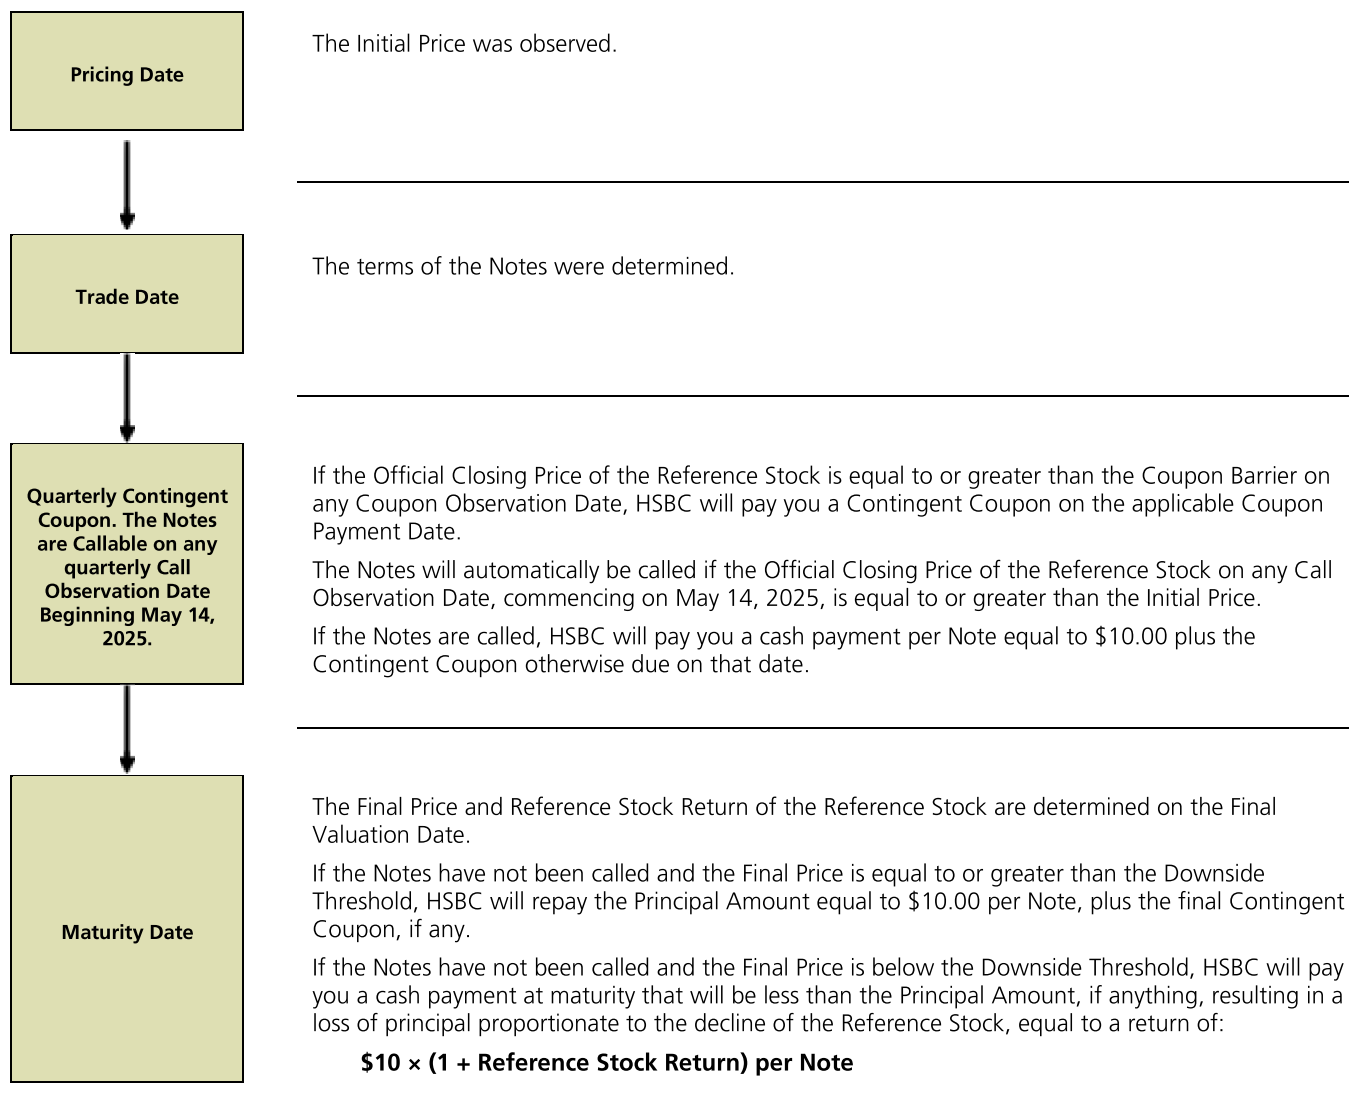 Pricing Date
The Initial Price was observed.
Trade Date
The terms of the Notes were determined.
Quarterly Contingent
Coupon. The Notes
are Callable on any
quarterly Call
Observation Date
Beginning May 14,
2025.
If the Official Closing Price of the Reference Stock is equal to or greater than the Coupon Barrier on
any Coupon Observation Date, HSBC will pay you a Contingent Coupon on the applicable Coupon
Payment Date.
The Notes will automatically be called if the Official Closing Price of the Reference Stock on any Call
Observation Date, commencing on May 14, 2025, is equal to or greater than the Initial Price.
If the Notes are called, HSBC will pay you a cash payment per Note equal to $10.00 plus the
Contingent Coupon otherwise due on that date.
Maturity Date
The Final Price and Reference Stock Return of the Reference Stock are determined on the Final
Valuation Date.
If the Notes have not been called and the Final Price is equal to or greater than the Downside
Threshold, HSBC will repay the Principal Amount equal to $10.00 per Note, plus the final Contingent
Coupon, if any.
If the Notes have not been called and the Final Price is below the Downside Threshold, HSBC will pay
you a cash payment at maturity that will be less than the Principal Amount, if anything, resulting in a
loss of principal proportionate to the decline of the Reference Stock, equal to a return of:
$10 × (1 + Reference Stock Return) per Note